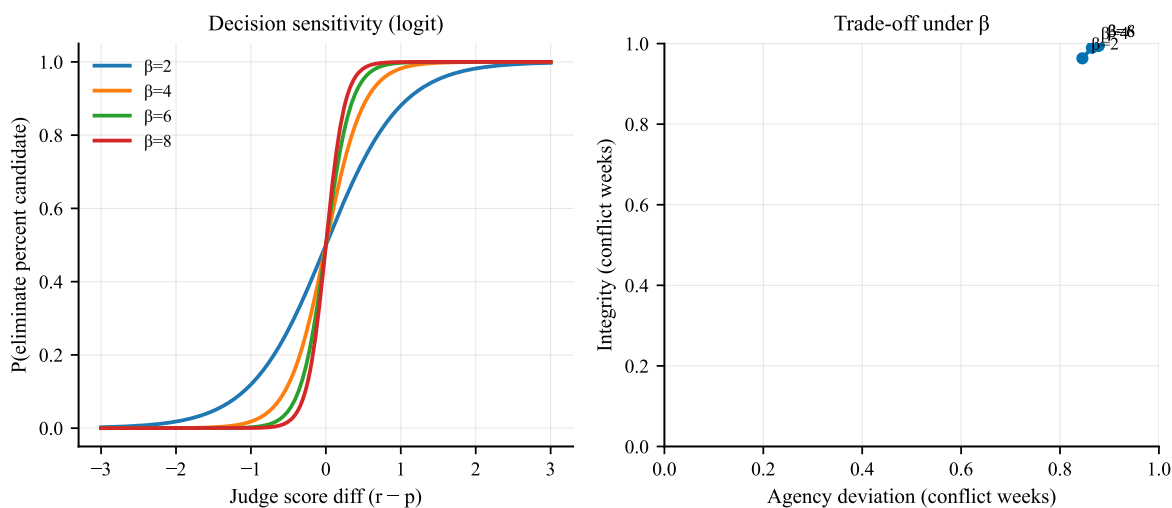 Decision sensitivity (logit)
P(eliminate percent candidate)
1.0
0.8
0.6
0.4
0.2
0.0
β=2
β=4
β=6
β=8
−3
−2
−1
0
1
2
3
Judge score diff (r − p)
Trade-off under β
Integrity (conflict weeks)
1.0
0.8
0.6
0.4
0.2
0.0
β=2
β=4
β=8
0.0
0.2
0.4
0.6
0.8
1.0
Agency deviation (conflict weeks)